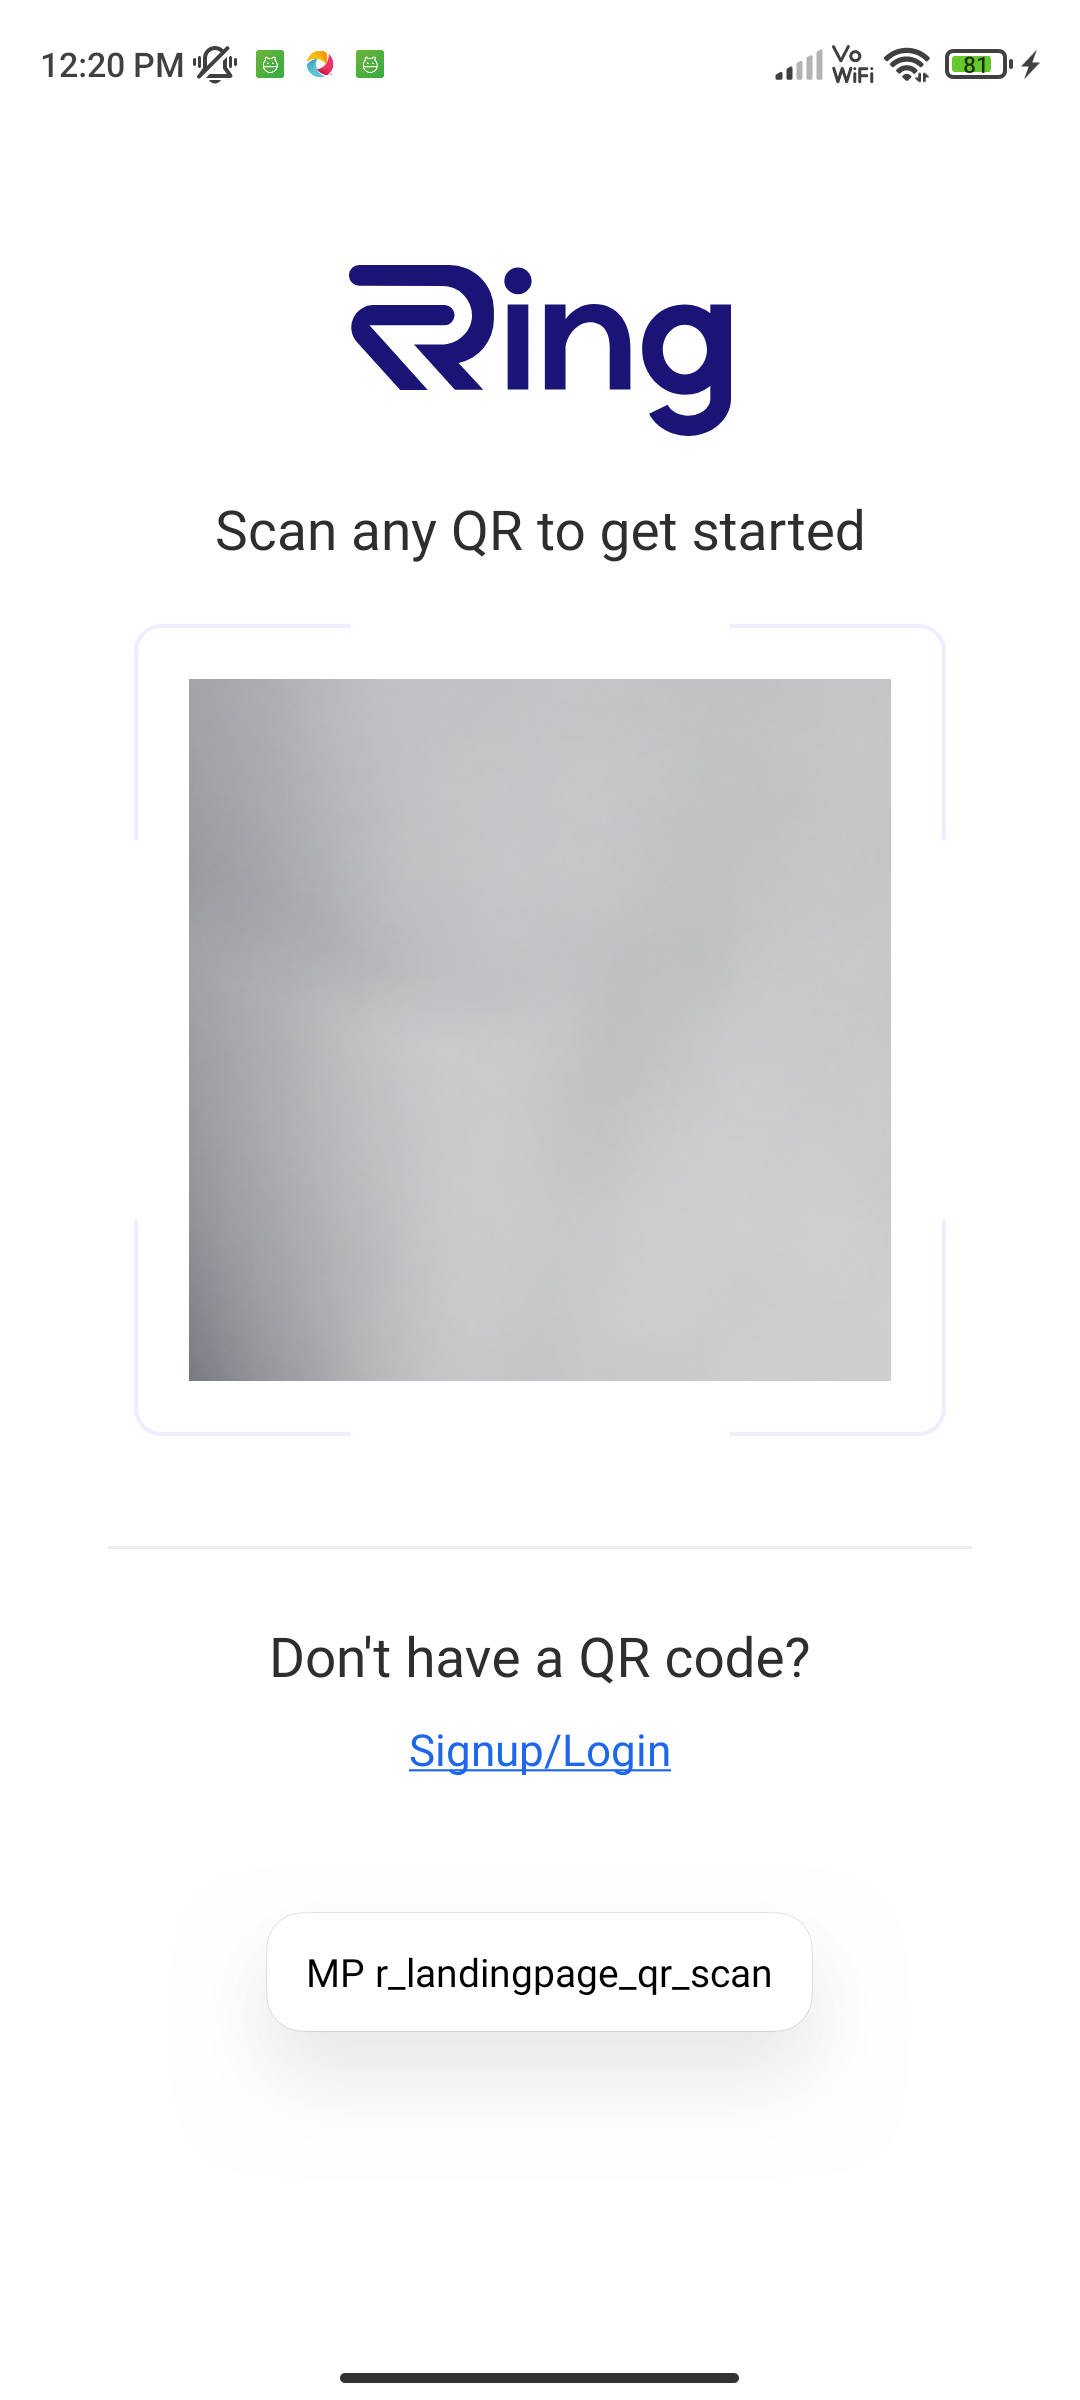 12:20 PM
Vo
WiFi
81
Ring
Scan any QR to get started
Don't have a QR code?
Signup/Login
MP r_landingpage_qr_scan